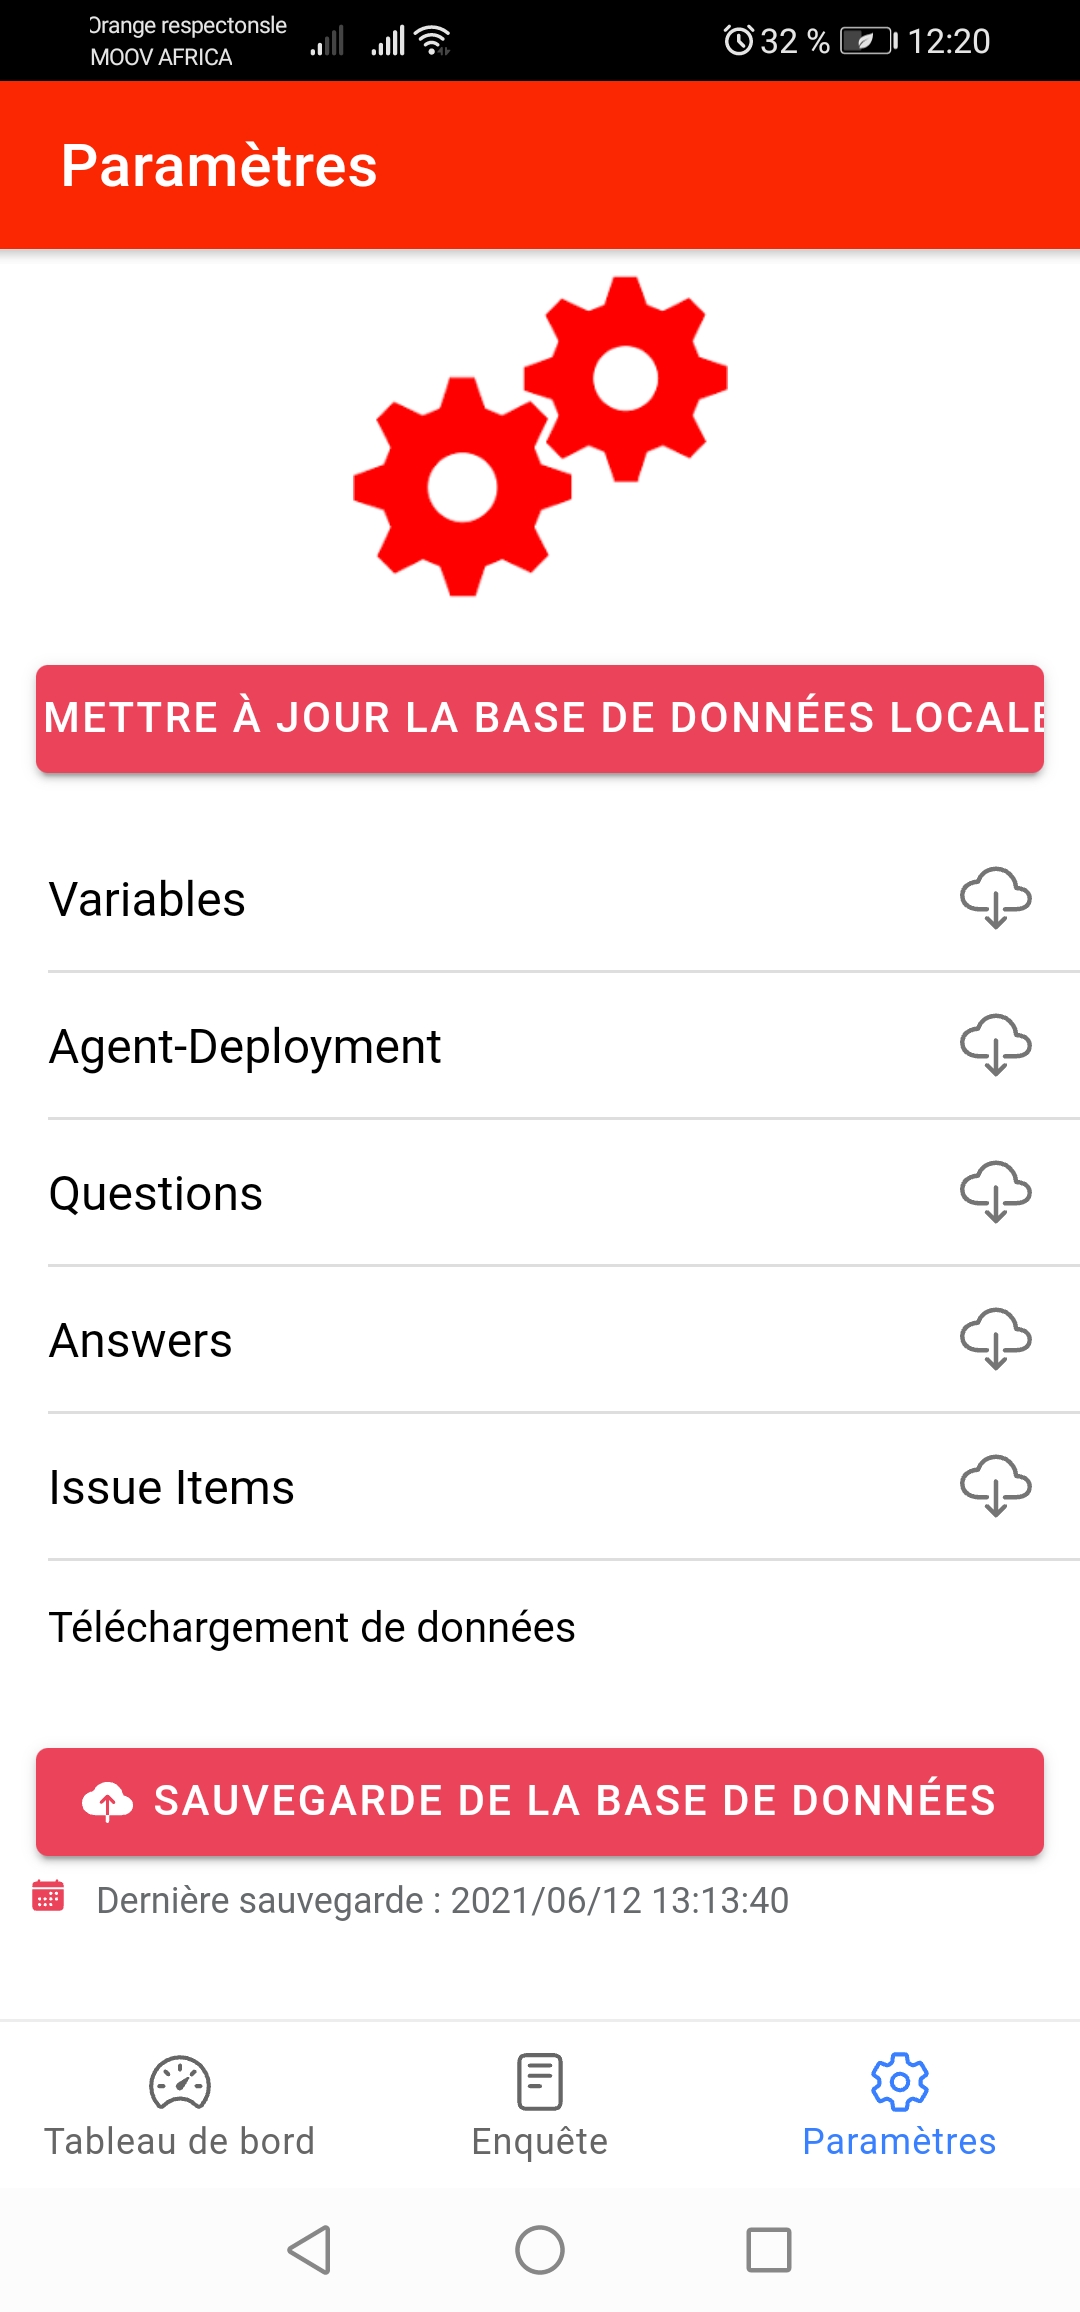 Orange respectonsle
MOOV AFRICA
32 %
12:20
Paramètres
METTRE À JOUR LA BASE DE DONNÉES LOCALE
Variables
Agent-Deployment
Questions
Answers
Issue Items
Téléchargement de données
SAUVEGARDE DE LA BASE DE DONNÉES
Dernière sauvegarde : 2021/06/12 13:13:40
Tableau de bord
Enquête
Paramètres